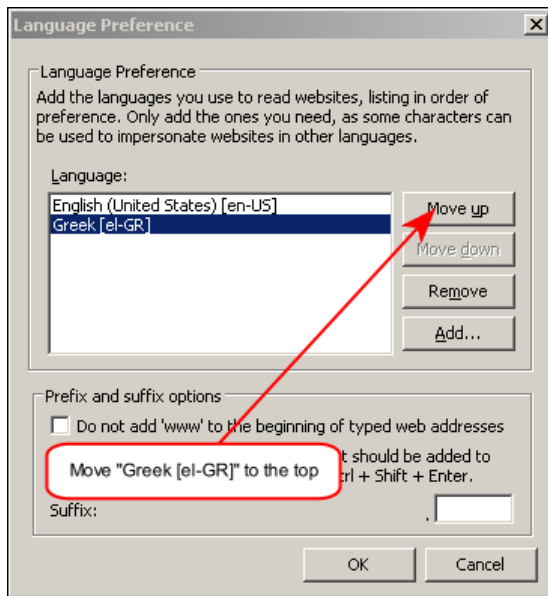 Language Preference
Language Preference
Add the languages you use to read websites, listing in order of
preference. Only add the ones you need, as some characters can
be used to impersonate websites in other languages.
Language:
English (United States) [en-US]
Greek [el-GR]
Move up
Move down
Remove
Add...
Prefix and suffix options
Do not add 'www' to the beginning of typed web addresses
should be added to
Shift + Enter.
Move "Greek [el-GR]" to the top
Suffix:
.
OK
Cancel